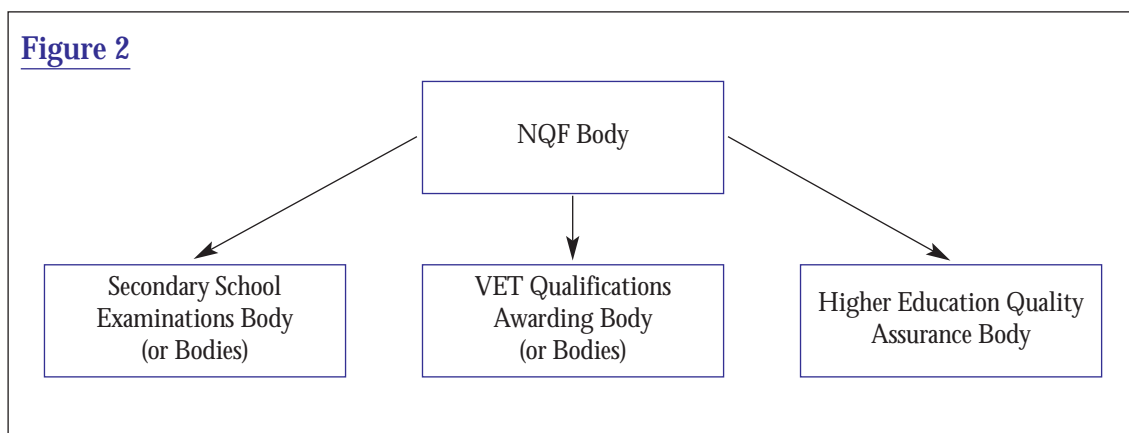 Figure 2
NQF Body
Secondary School
Examinations Body
(or Bodies)
VET Qualifications
Awarding Body
(or Bodies)
Higher Education Quality
Assurance Body